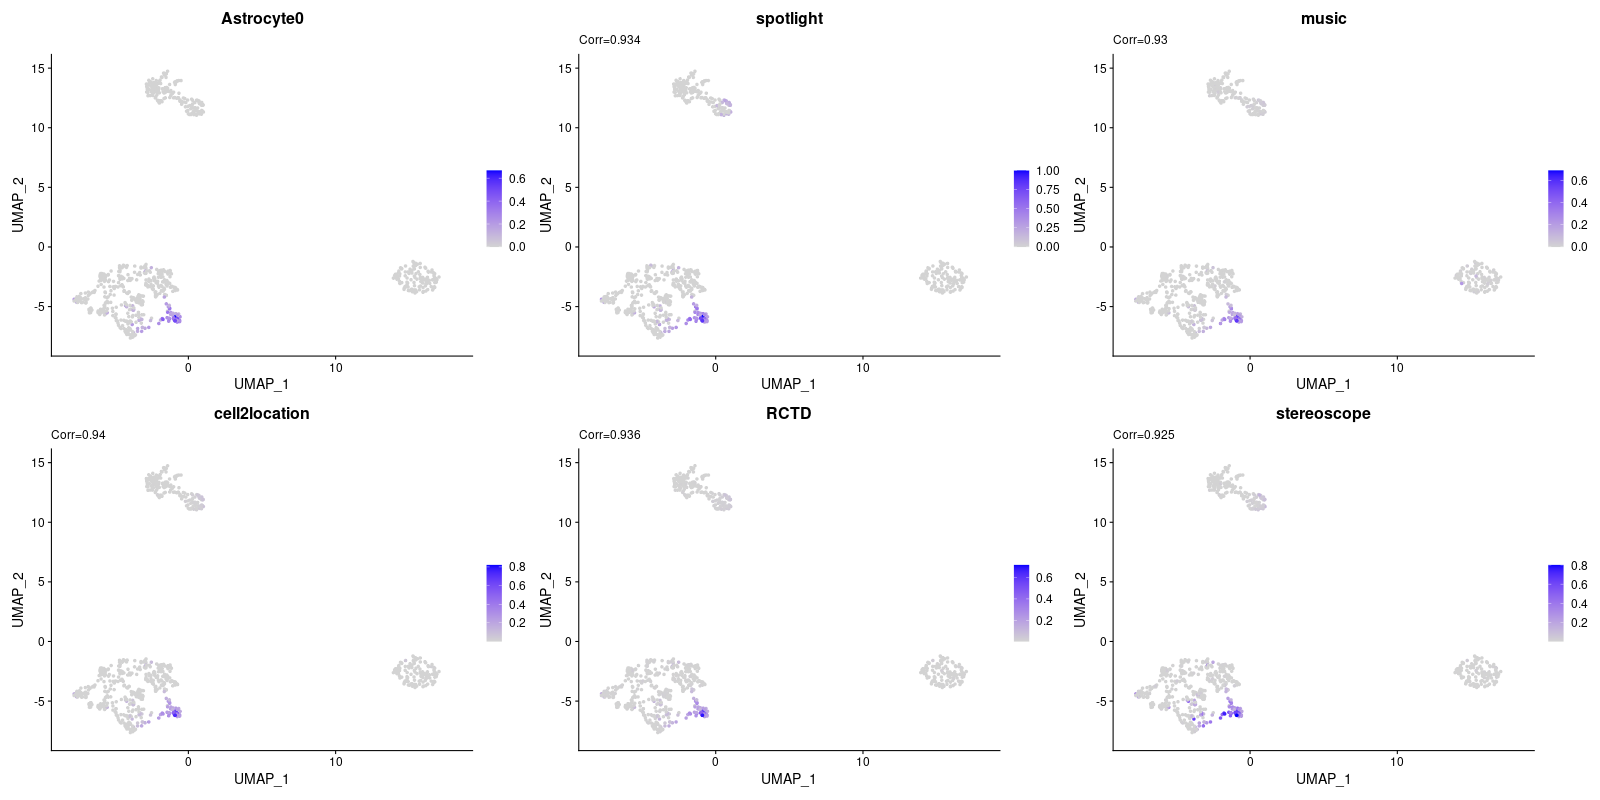 Astrocyte0
15
10
5
0
-5
0
10
UMAP_1
UMAP_2
0.6
0.4
0.2
0.0
spotlight
Corr=0.934
15
10
5
0
-5
0
10
UMAP_1
UMAP_2
1.00
0.75
0.50
0.25
0.00
music
Corr=0.93
15
10
5
0
-5
0
10
UMAP_1
UMAP_2
0.6
0.4
0.2
0.0
cell2location
Corr=0.94
15
10
5
0
-5
0
10
UMAP_1
UMAP_2
0.8
0.6
0.4
0.2
RCTD
Corr=0.936
15
10
5
0
-5
0
10
UMAP_1
UMAP_2
0.6
0.4
0.2
stereoscope
Corr=0.925
15
10
5
0
-5
0
10
UMAP_1
UMAP_2
0.8
0.6
0.4
0.2